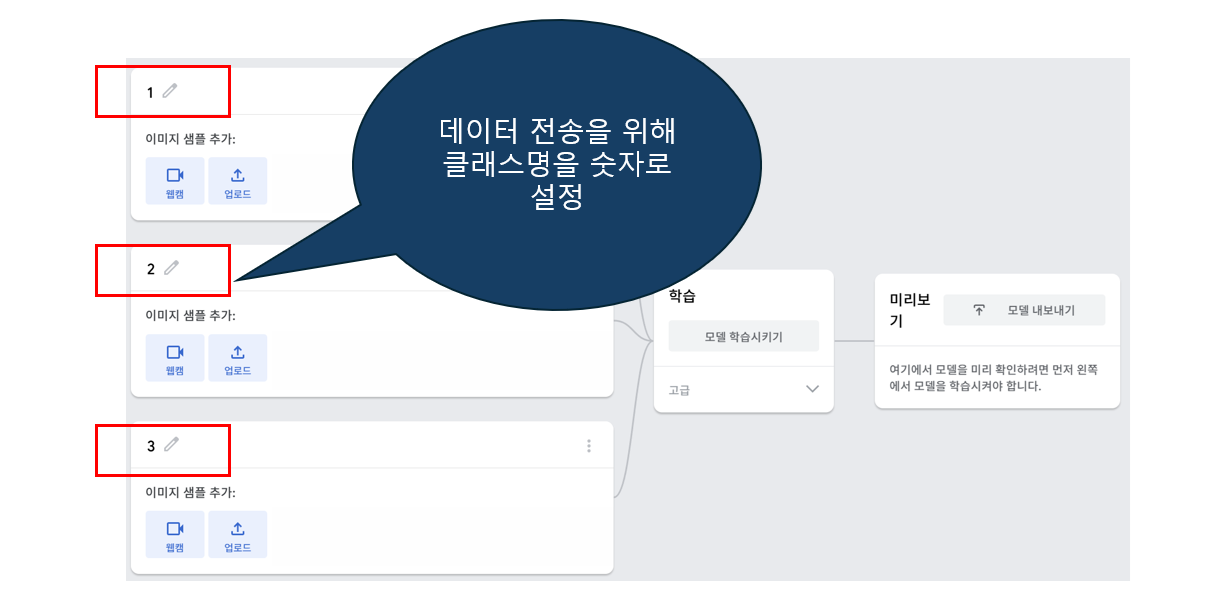 1
이미지 샘플 추가:
웹캠
업로드
데이터 전송을 위해
클래스명을 숫자로
설정
2
이미지 샘플 추가:
웹캠
업로드
3
이미지 샘플 추가:
웹캠
업로드
학습
모델 학습시키기
고급
미리보
기
모델 내보내기
여기에서 모델을 미리 확인하려면 먼저 왼쪽
에서 모델을 학습시켜야 합니다.